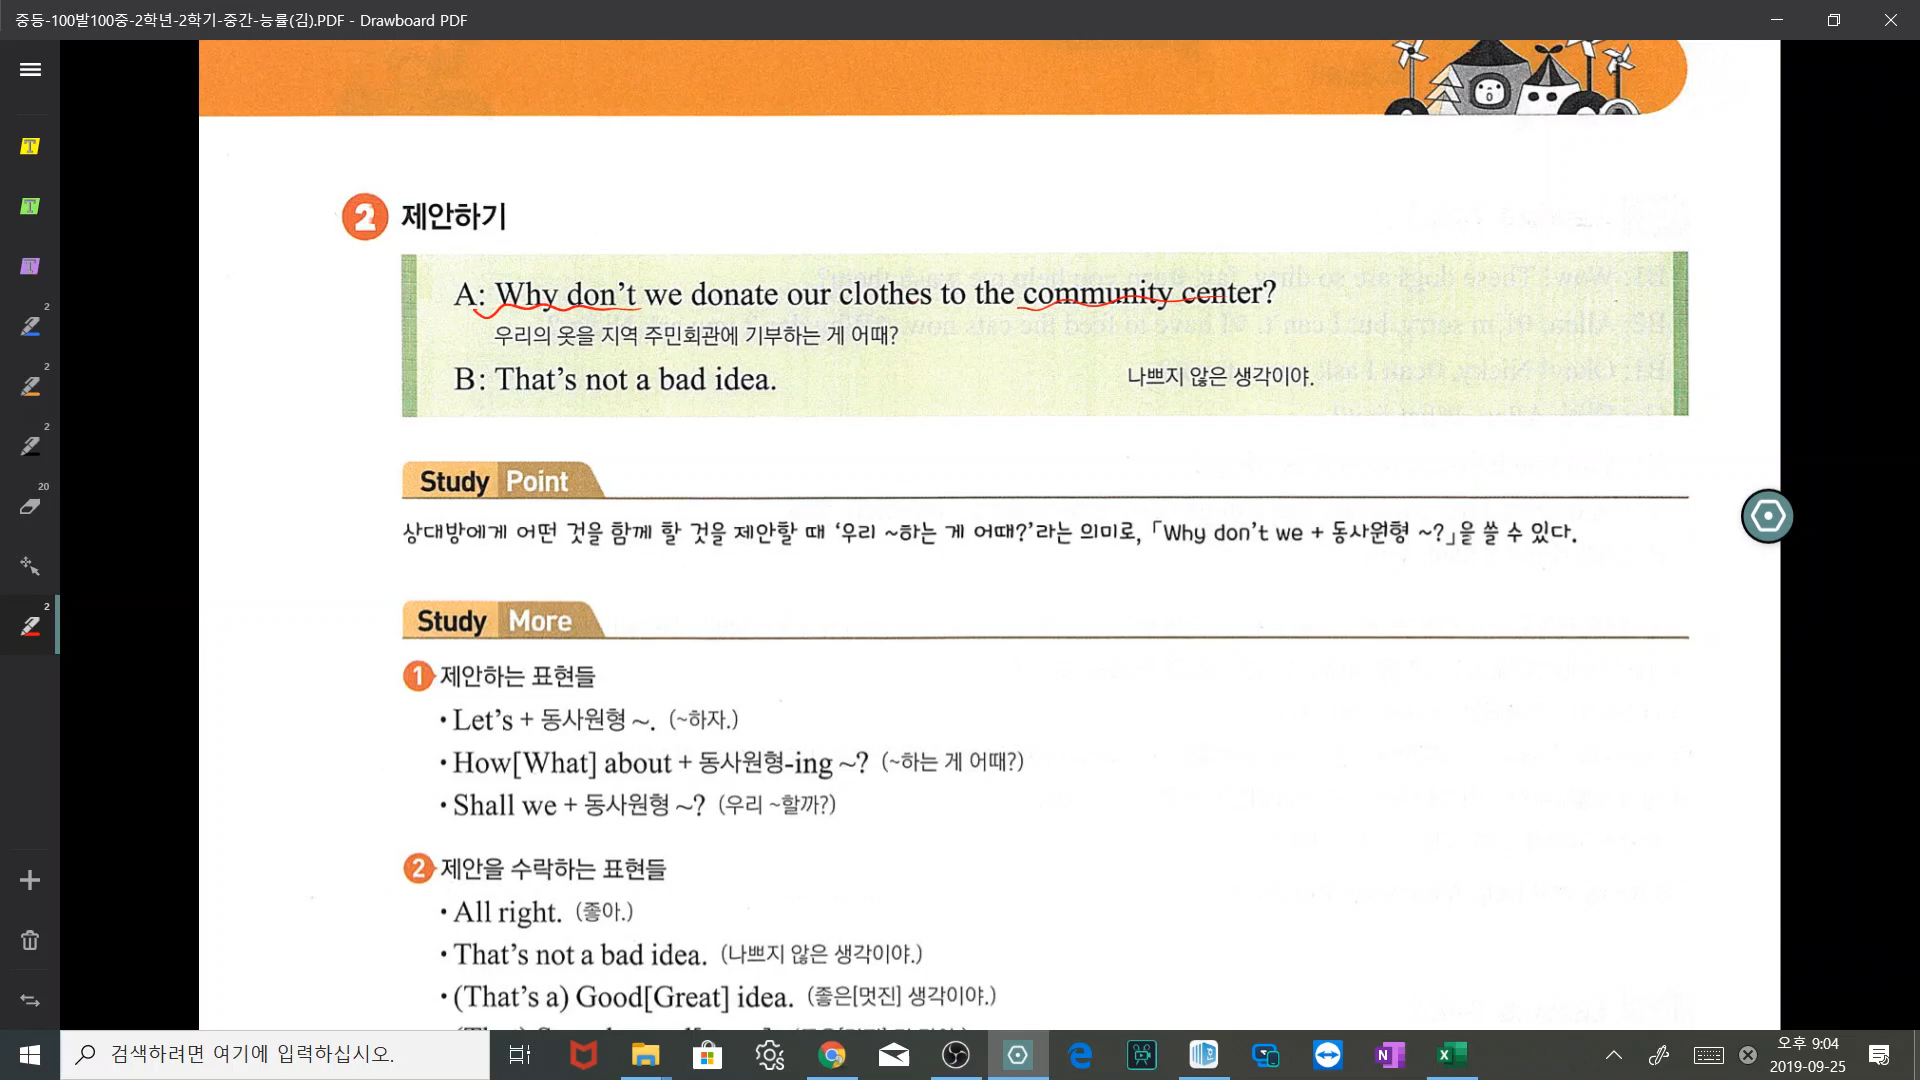 중등-100발100중-2학년-2학기-중간-능률(김).PDF - Drawboard PDF
2 제안하기
A: Why don't we donate our clothes to the community center?
우리의 옷을 지역 주민회관에 기부하는 게 어때?
B: That's not a bad idea. 나쁘지 않은 생각이야.
Study Point
상대방에게 어떤 것을 함께 할 것을 제안할 때 '우리 ~하는 게 어때?'라는 의미로, 「Why don't we + 동사원형 ~?」을 쓸 수 있다.
Study More
1 제안하는 표현들
• Let's + 동사원형 ~. (~하자.)
• How[What] about + 동사원형-ing ~? (~하는 게 어때?)
• Shall we + 동사원형 ~? (우리 ~할까?)
2 제안을 수락하는 표현들
• All right. (좋아.)
• That's not a bad idea. (나쁘지 않은 생각이야.)
• (That's a) Good[Great] idea. (좋은[멋진] 생각이야.)
2
2
2
20
2
검색하려면 여기에 입력하십시오.
오후 9:04
2019-09-25